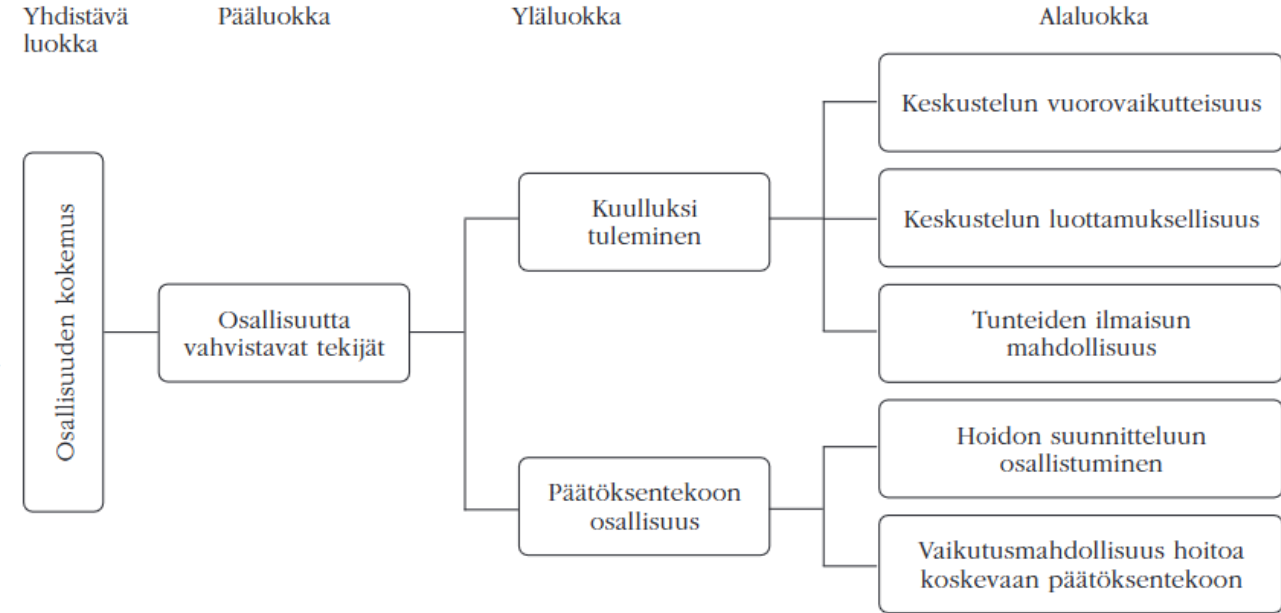 Yhdistävä
luokka
Pääluokka
Yläluokka
Alaluokka
Osallisuuden kokemus
Osallisuutta
vahvistavat tekijät
Kuulluksi
tuleminen
Päätöksentekoon
osallisuus
Keskustelun vuorovaikutteisuus
Keskustelun luottamuksellisuus
Tunteiden ilmaisun
mahdollisuus
Hoidon suunnitteluun
osallistuminen
Vaikutusmahdollisuus hoitoa
koskevaan päätöksentekoon